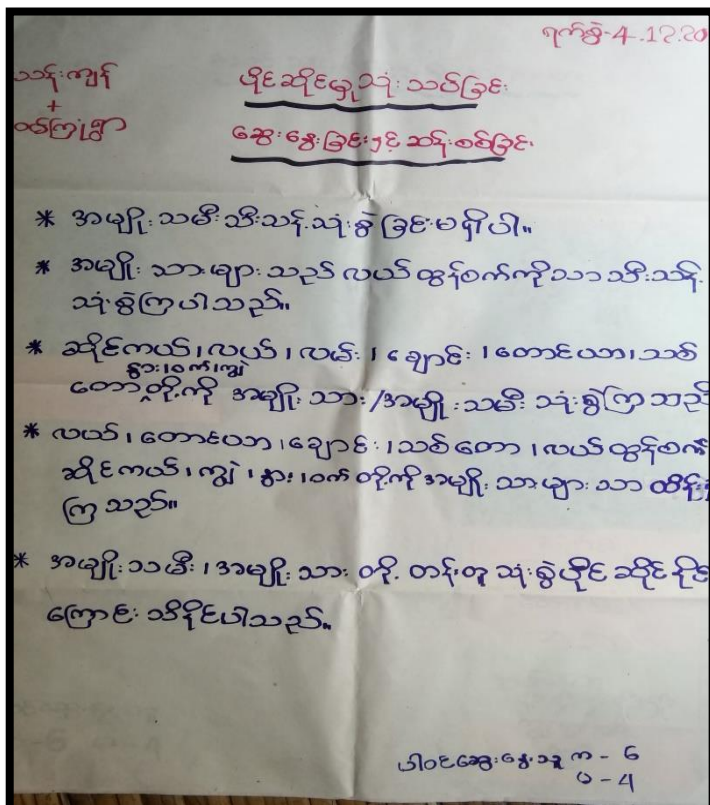 ရက်စွဲ-4.12.20
သန်းကျန်
+
ဝက်ကြုံရွာ
ပိုင်ဆိုင်မှု သုံးသပ်ခြင်း
ဆွေးနွေးခြင်းနှင့် ဆန်းစစ်ခြင်း
* အမျိုးသမီးသီးသန့်သုံးစွဲခြင်းမရှိပါ။
* အမျိုးသားများသည် လယ်ထွန်စက်ကိုသာသီးသန့်
သုံးစွဲကြပါသည်။
* ဆိုင်ကယ်၊ လယ်၊ လမ်း၊ ချောင်း၊ တောင်ယာ၊ သစ်
နွား၊ ဝက်၊ ကျွဲ
တောတို့ကို အမျိုးသား/အမျိုးသမီး သုံးစွဲကြသည်
* လယ်၊ တောင်ယာ၊ ချောင်း၊ သစ်တော၊ လယ်ထွန်စက်
ဆိုင်ကယ်၊ ကျွဲ၊ နွား၊ ဝက် တို့ကို အမျိုးသားများသာ ထိန်း
ကြသည်။
* အမျိုးသမီး၊ အမျိုးသား တို့ တန်းတူ သုံးစွဲပိုင်ဆိုင်နိုင်
ကြောင်း သိနိုင်ပါသည်။
ပါဝင်ဆွေးနွေးသူ က - 6
ပ - 4